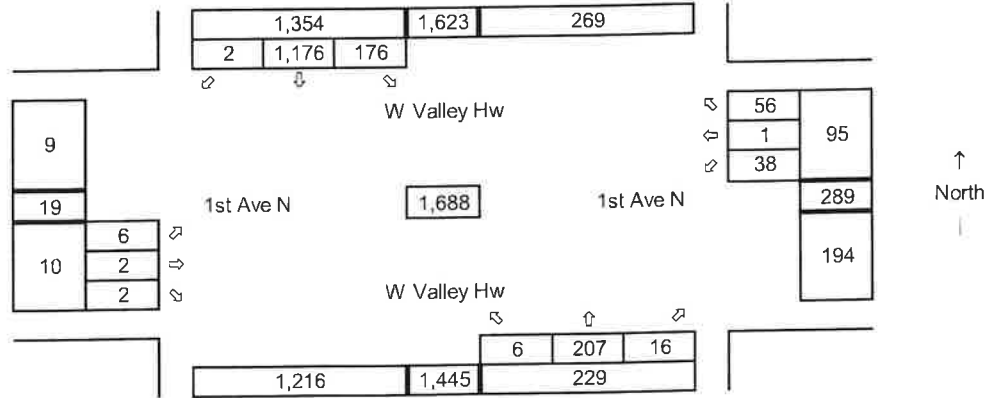 1,354 1,623 269
2 1,176 176
W Valley Hw
56
9 1 95
38
1st Ave N 1,688 1st Ave N
19 289
North
6
10 2 194
2
W Valley Hw
6 207 16
1,216 1,445 229